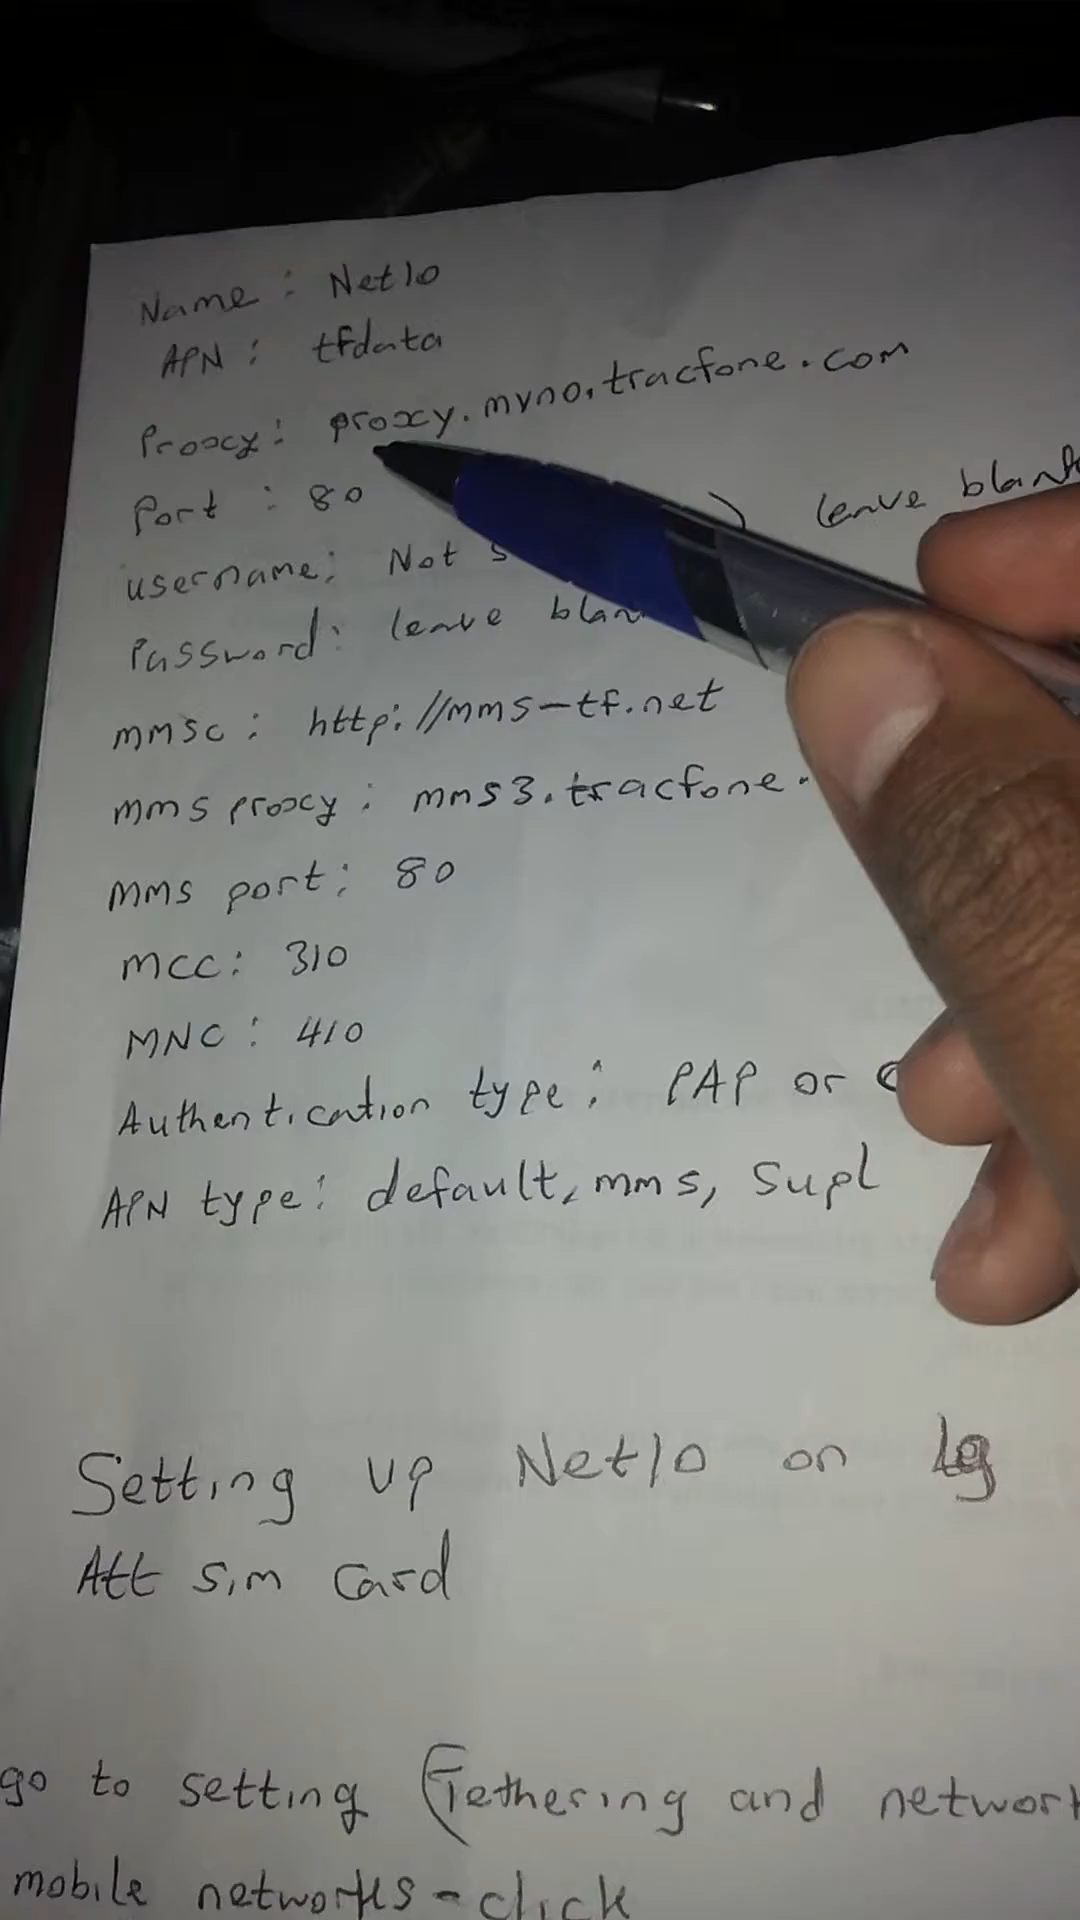 Name : Net10
APN : tfdata
Proxy: proxy.mvno.tracfone.com
Port : 80
username: Not ) leave blank
Password: leave
mmsc : http://mms-tf.net
mms proxy : mms3.tracfone.
mms port: 80
mcc: 310
MNC : 410
Authentication type : PAP or
APN type: default, mms, supl
Setting up Net10 on lg
Att sim card
go to setting (Tethering and network
mobile networks - click